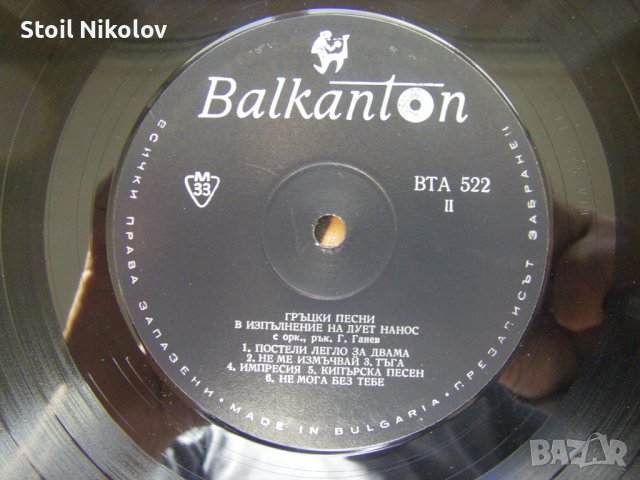 Stoil Nikolov
Balkanton
M
33
ВТА 522
II
ГРЪЦКИ ПЕСНИ
В ИЗПЪЛНЕНИЕ НА ДУЕТ НАНОС
с орк., рък. Г. Ганев
1. ПОСТЕЛИ ЛЕГЛО ЗА ДВАМА
2. НЕ МЕ ИЗМЪЧВАЙ 3. ТЪГА
4. ИМПРЕСИЯ 5. КИПЪРСКА ПЕСЕН
6. НЕ МОГА БЕЗ ТЕБЕ
ВСИЧКИ ПРАВА ЗАПАЗЕНИ • MADE IN BULGARIA • ПРЕЗАПИСЪТ ЗАБРАНЕН!
BAZAR